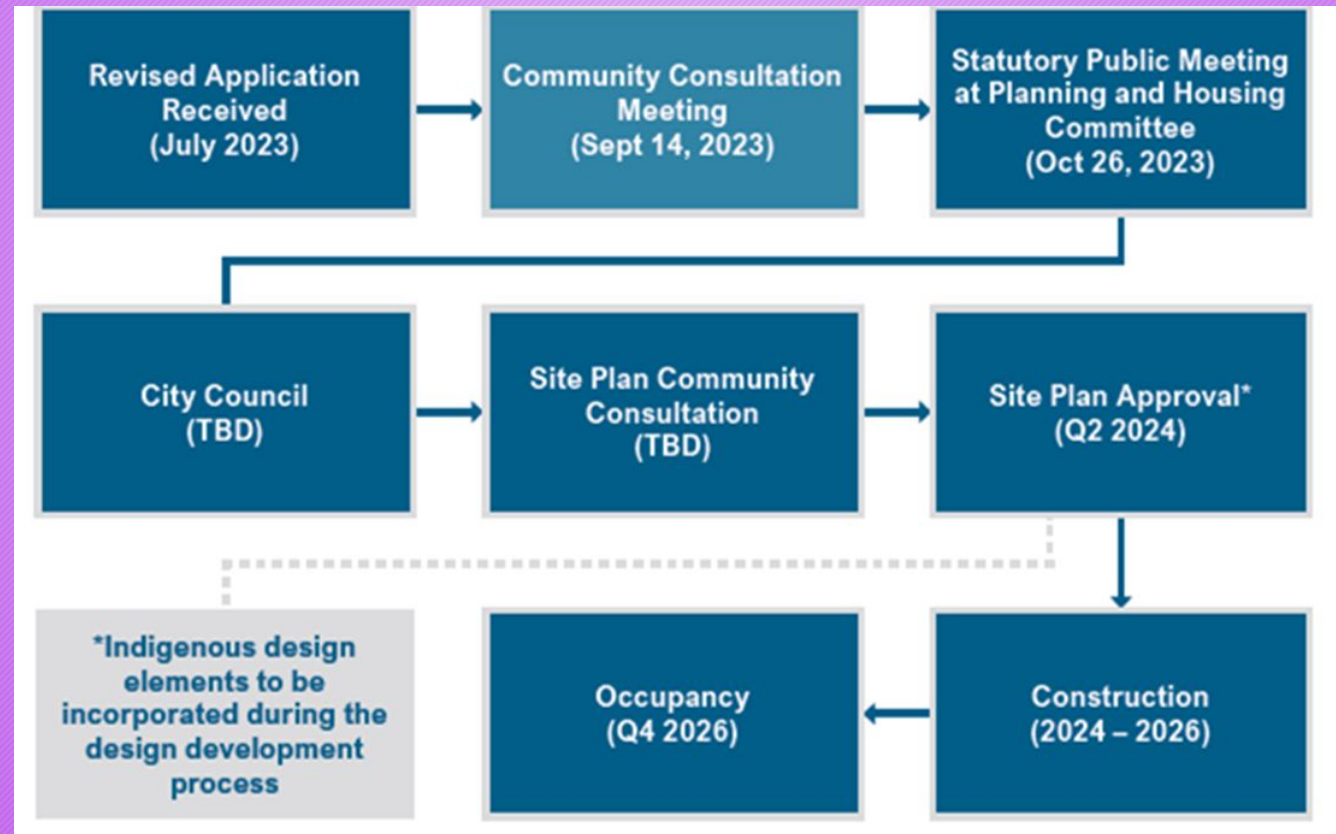 Revised Application
Received
(July 2023)
Community Consultation
Meeting
(Sept 14, 2023)
Statutory Public Meeting
at Planning and Housing
Committee
(Oct 26, 2023)
City Council
(TBD)
Site Plan Community
Consultation
(TBD)
Site Plan Approval*
(Q2 2024)
*Indigenous design
elements to be
incorporated during the
design development
process
Occupancy
(Q4 2026)
Construction
(2024 – 2026)